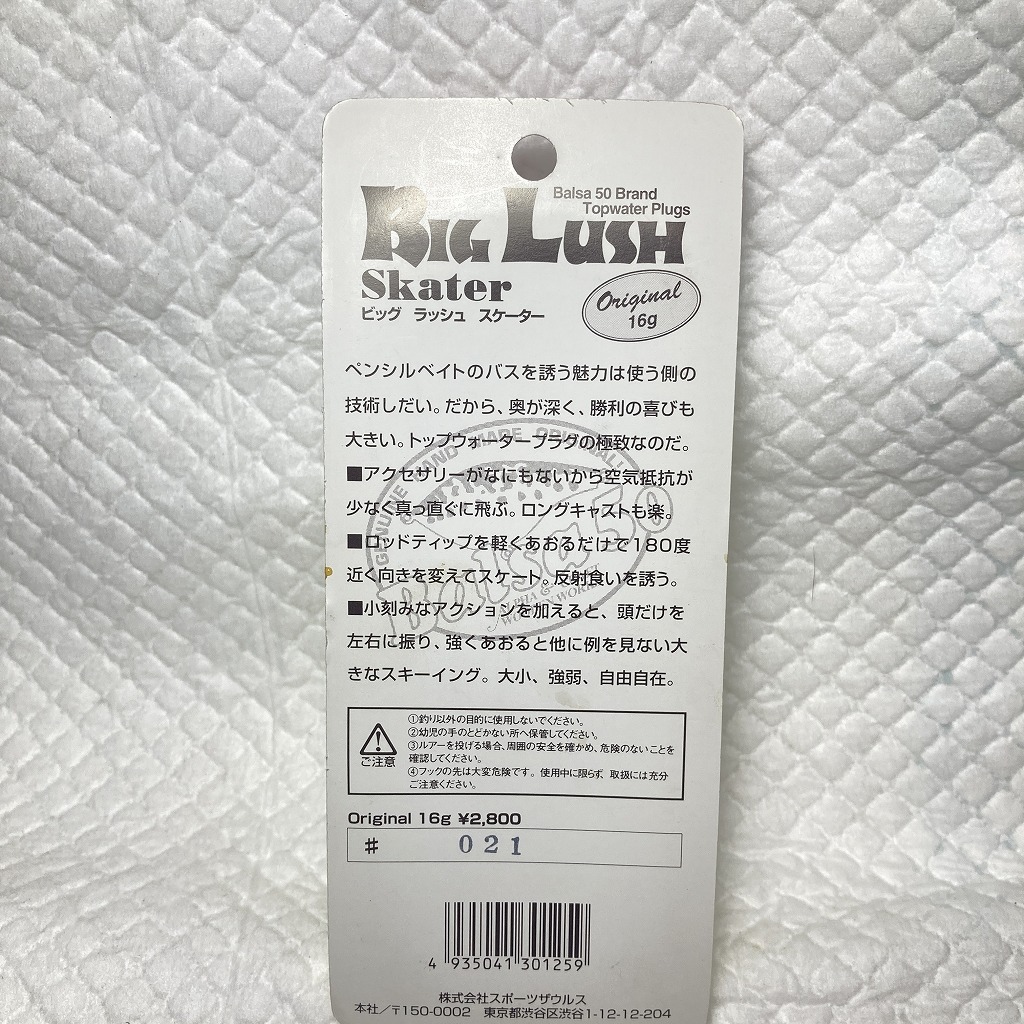 Balsa 50 Brand
Topwater Plugs
BIG LUSH
Skater
ビッグ ラッシュ スケーター
Original
16g
ペンシルベイトのバスを誘う魅力は使う側の
技術しだい。だから、奥が深く、勝利の喜びも
大きい。トップウォータープラグの極致なのだ。
■アクセサリーがなにもないから空気抵抗が
少なく真っ直ぐに飛ぶ。ロングキャストも楽。
■ロッドティップを軽くあおるだけで180度
近く向きを変えてスケート。反射食いを誘う。
■小刻みなアクションを加えると、頭だけを
左右に振り、強くあおると他に例を見ない大
きなスキーイング。大小、強弱、自由自在。
GENUINE HAND MADE ORIGINAL
Balsa 50
ご注意
①釣り以外の目的に使用しないでください。
②幼児の手のとどかない所へ保管してください。
③ルアーを投げる場合、周囲の安全を確かめ、危険のないことを
確認してください。
④フックの先は大変危険です。使用中に限らず、取扱には充分
ご注意ください。
Original 16g ¥2,800
# 021
4 935041 301259
株式会社スポーツザウルス
本社/〒150-0002 東京都渋谷区渋谷1-12-12-204